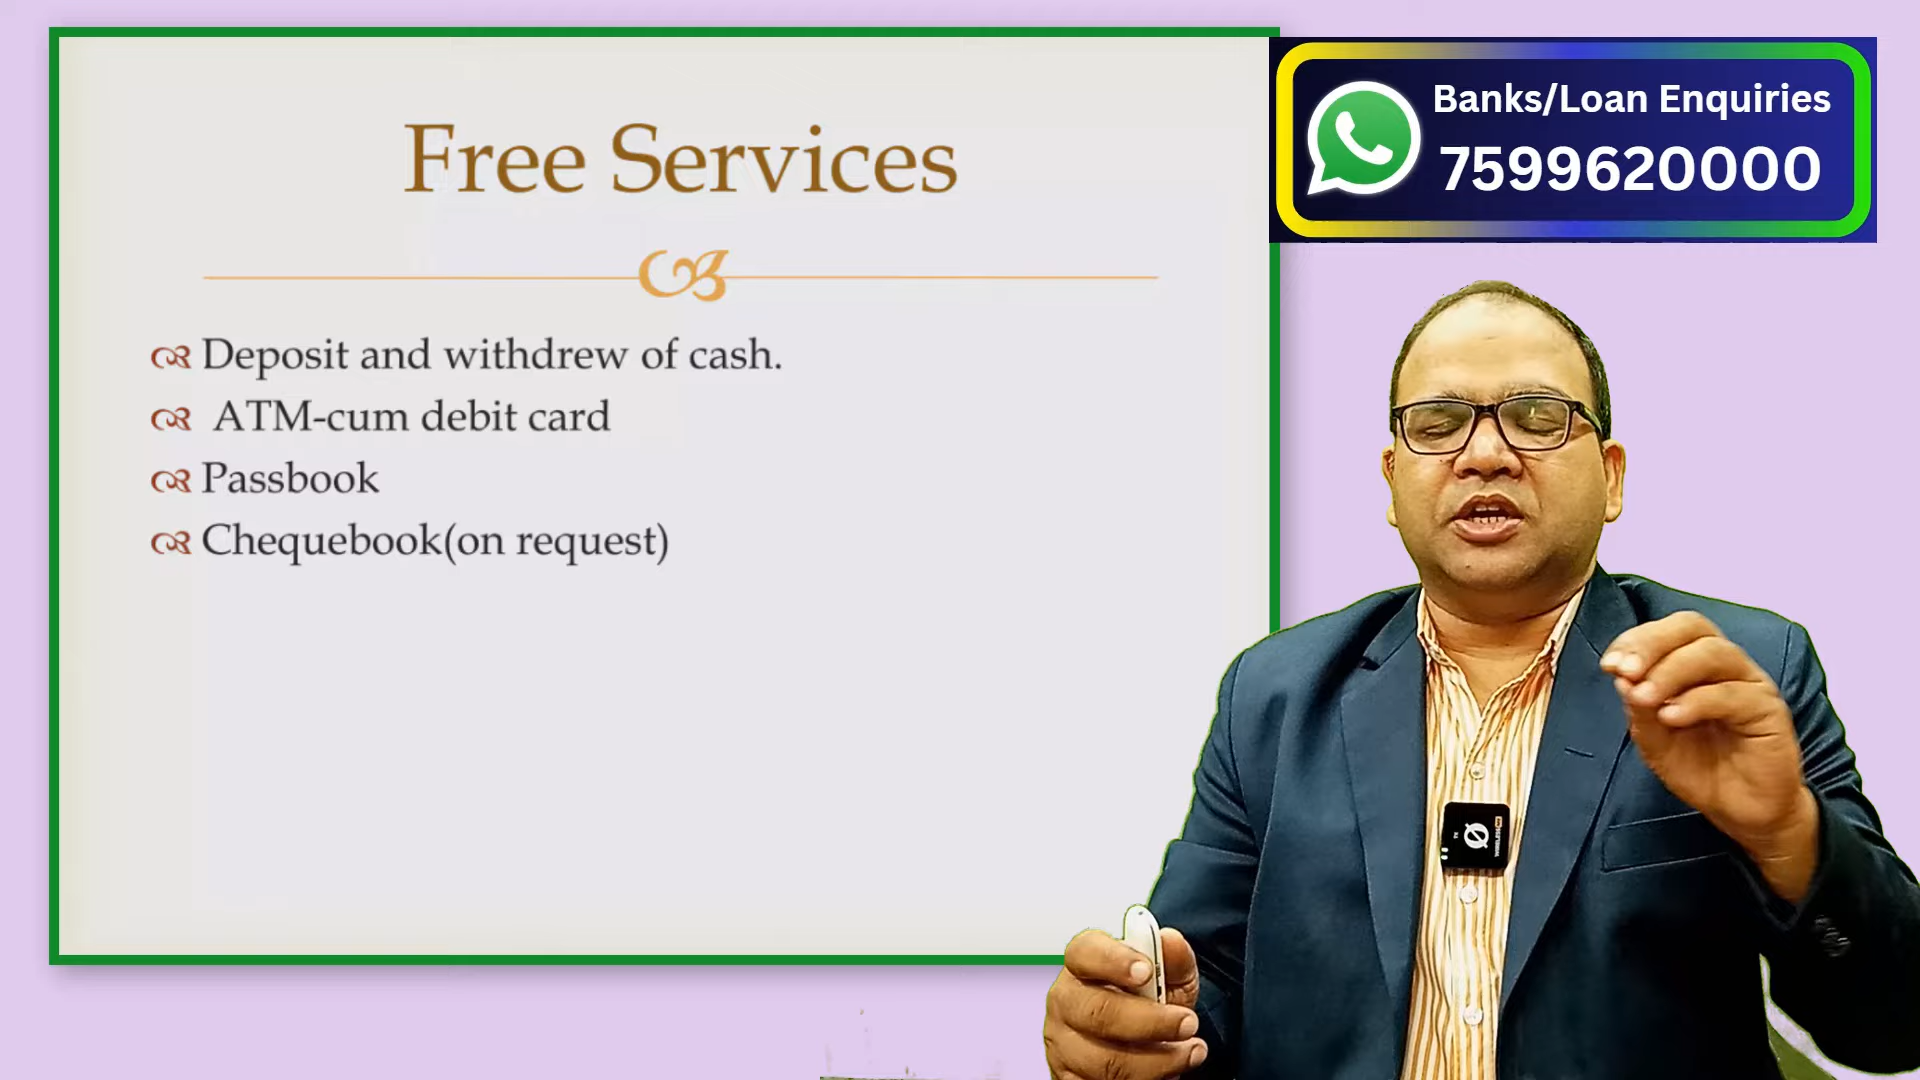 Free Services
Deposit and withdrew of cash.
ATM-cum debit card
Passbook
Chequebook(on request)
Banks/Loan Enquiries
7599620000